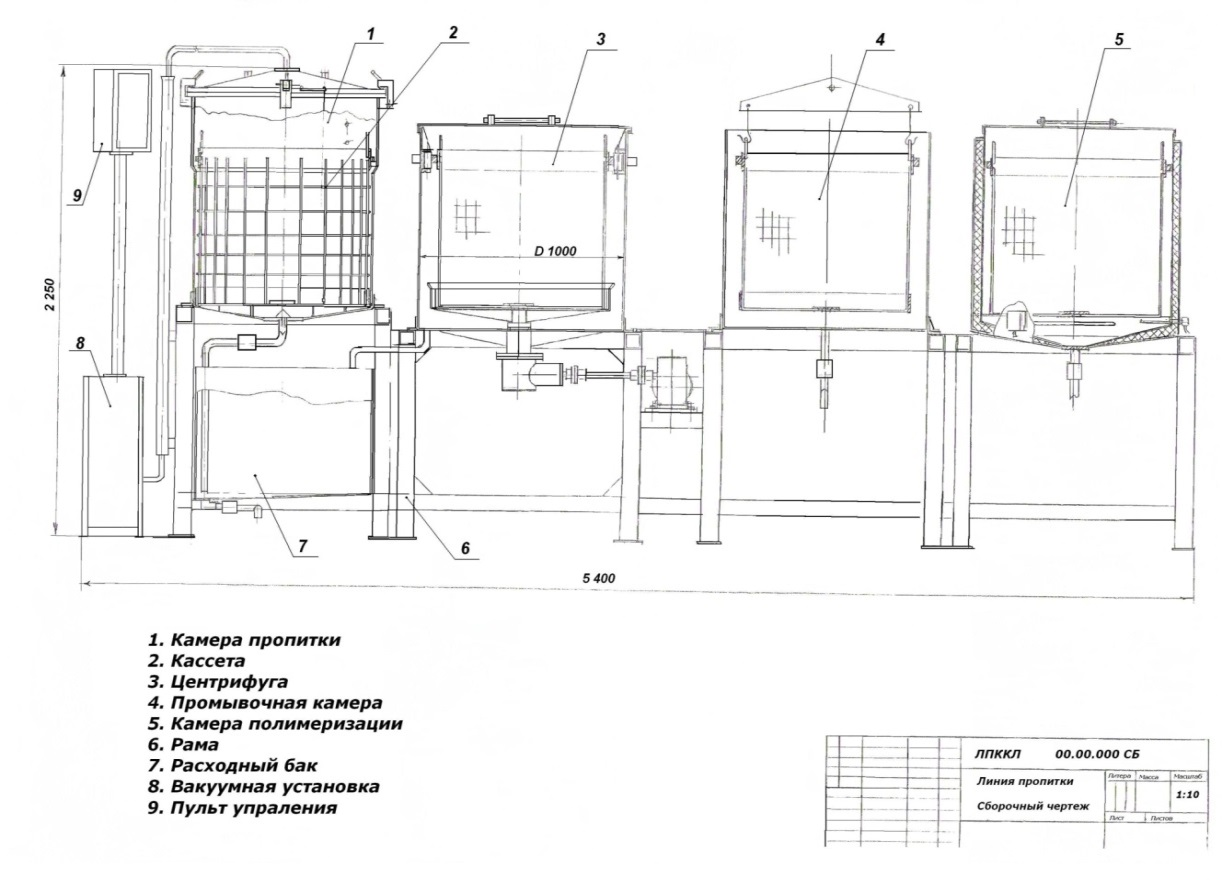 1
2
3
4
5
9
D 1000
2 250
8
7
6
5 400
1. Камера пропитки
2. Кассета
3. Центрифуга
4. Промывочная камера
5. Камера полимеризации
6. Рама
7. Расходный бак
8. Вакуумная установка
9. Пульт упраления
ЛПККЛ 00.00.000 СБ
Линия пропитки
Сборочный чертеж
Литера Масса Масштаб
1:10
Лист Листов